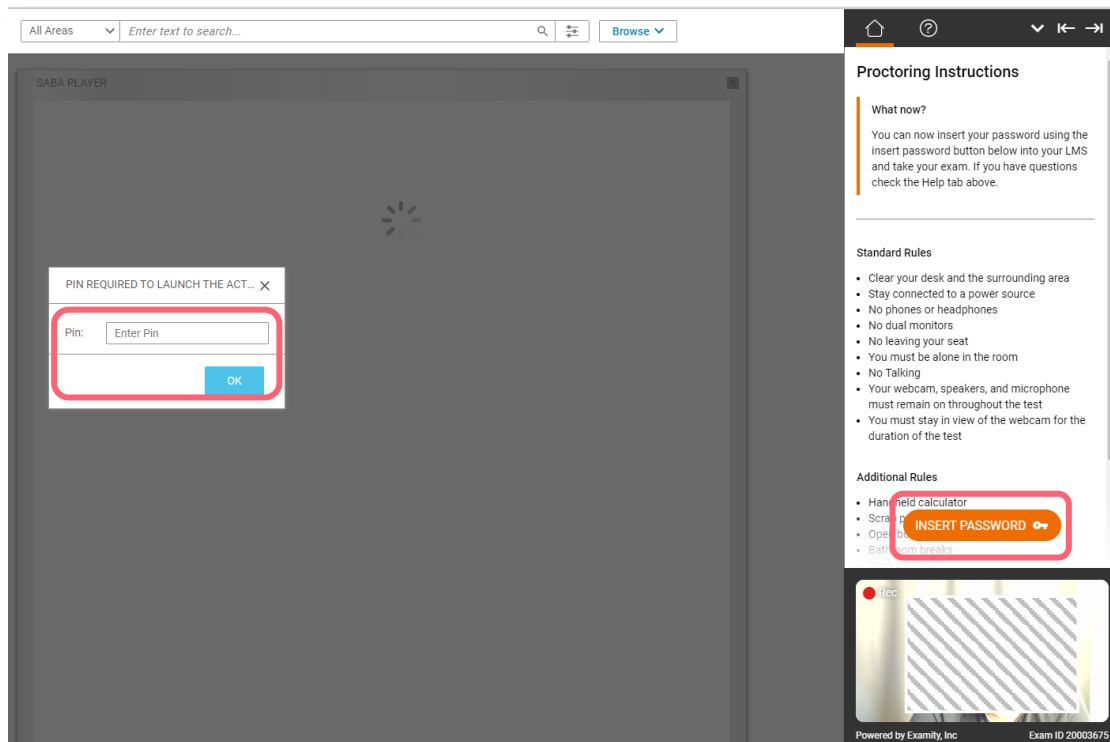 All Areas
Enter text to search...
Browse
SABA PLAYER
PIN REQUIRED TO LAUNCH THE ACT...
Pin:
Enter Pin
OK
Proctoring Instructions
What now?
You can now insert your password using the
insert password button below into your LMS
and take your exam. If you have questions
check the Help tab above.
Standard Rules
Clear your desk and the surrounding area
Stay connected to a power source
No phones or headphones
No dual monitors
No leaving your seat
You must be alone in the room
No Talking
Your webcam, speakers, and microphone
must remain on throughout the test
You must stay in view of the webcam for the
duration of the test
Additional Rules
Handheld calculator
Scrap
Open
Bathroom breaks
INSERT PASSWORD
Rec
Powered by Examity, Inc
Exam ID 20003675